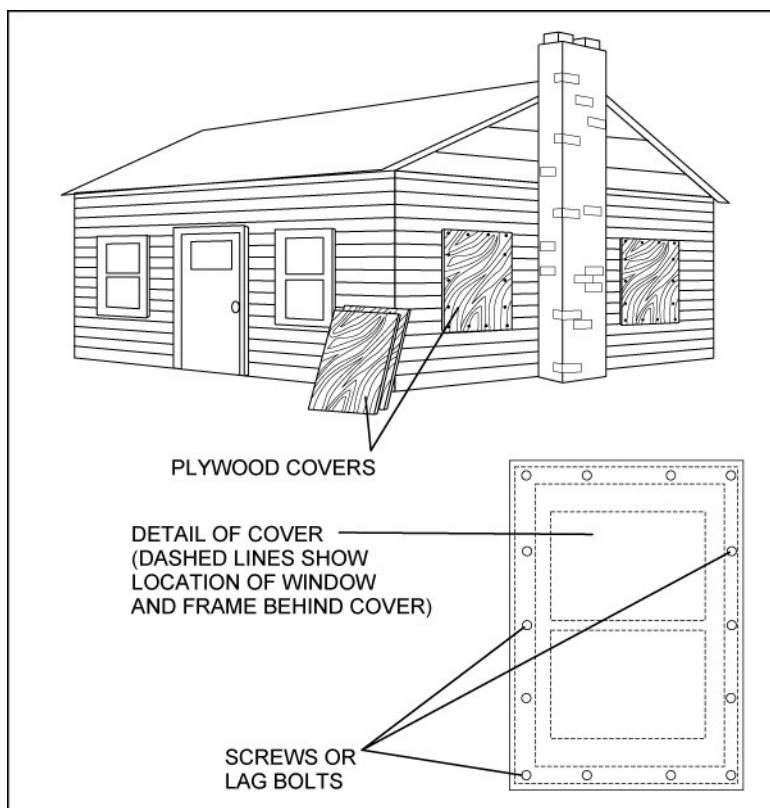 PLYWOOD COVERS
DETAIL OF COVER
(DASHED LINES SHOW
LOCATION OF WINDOW
AND FRAME BEHIND COVER)
SCREWS OR
LAG BOLTS